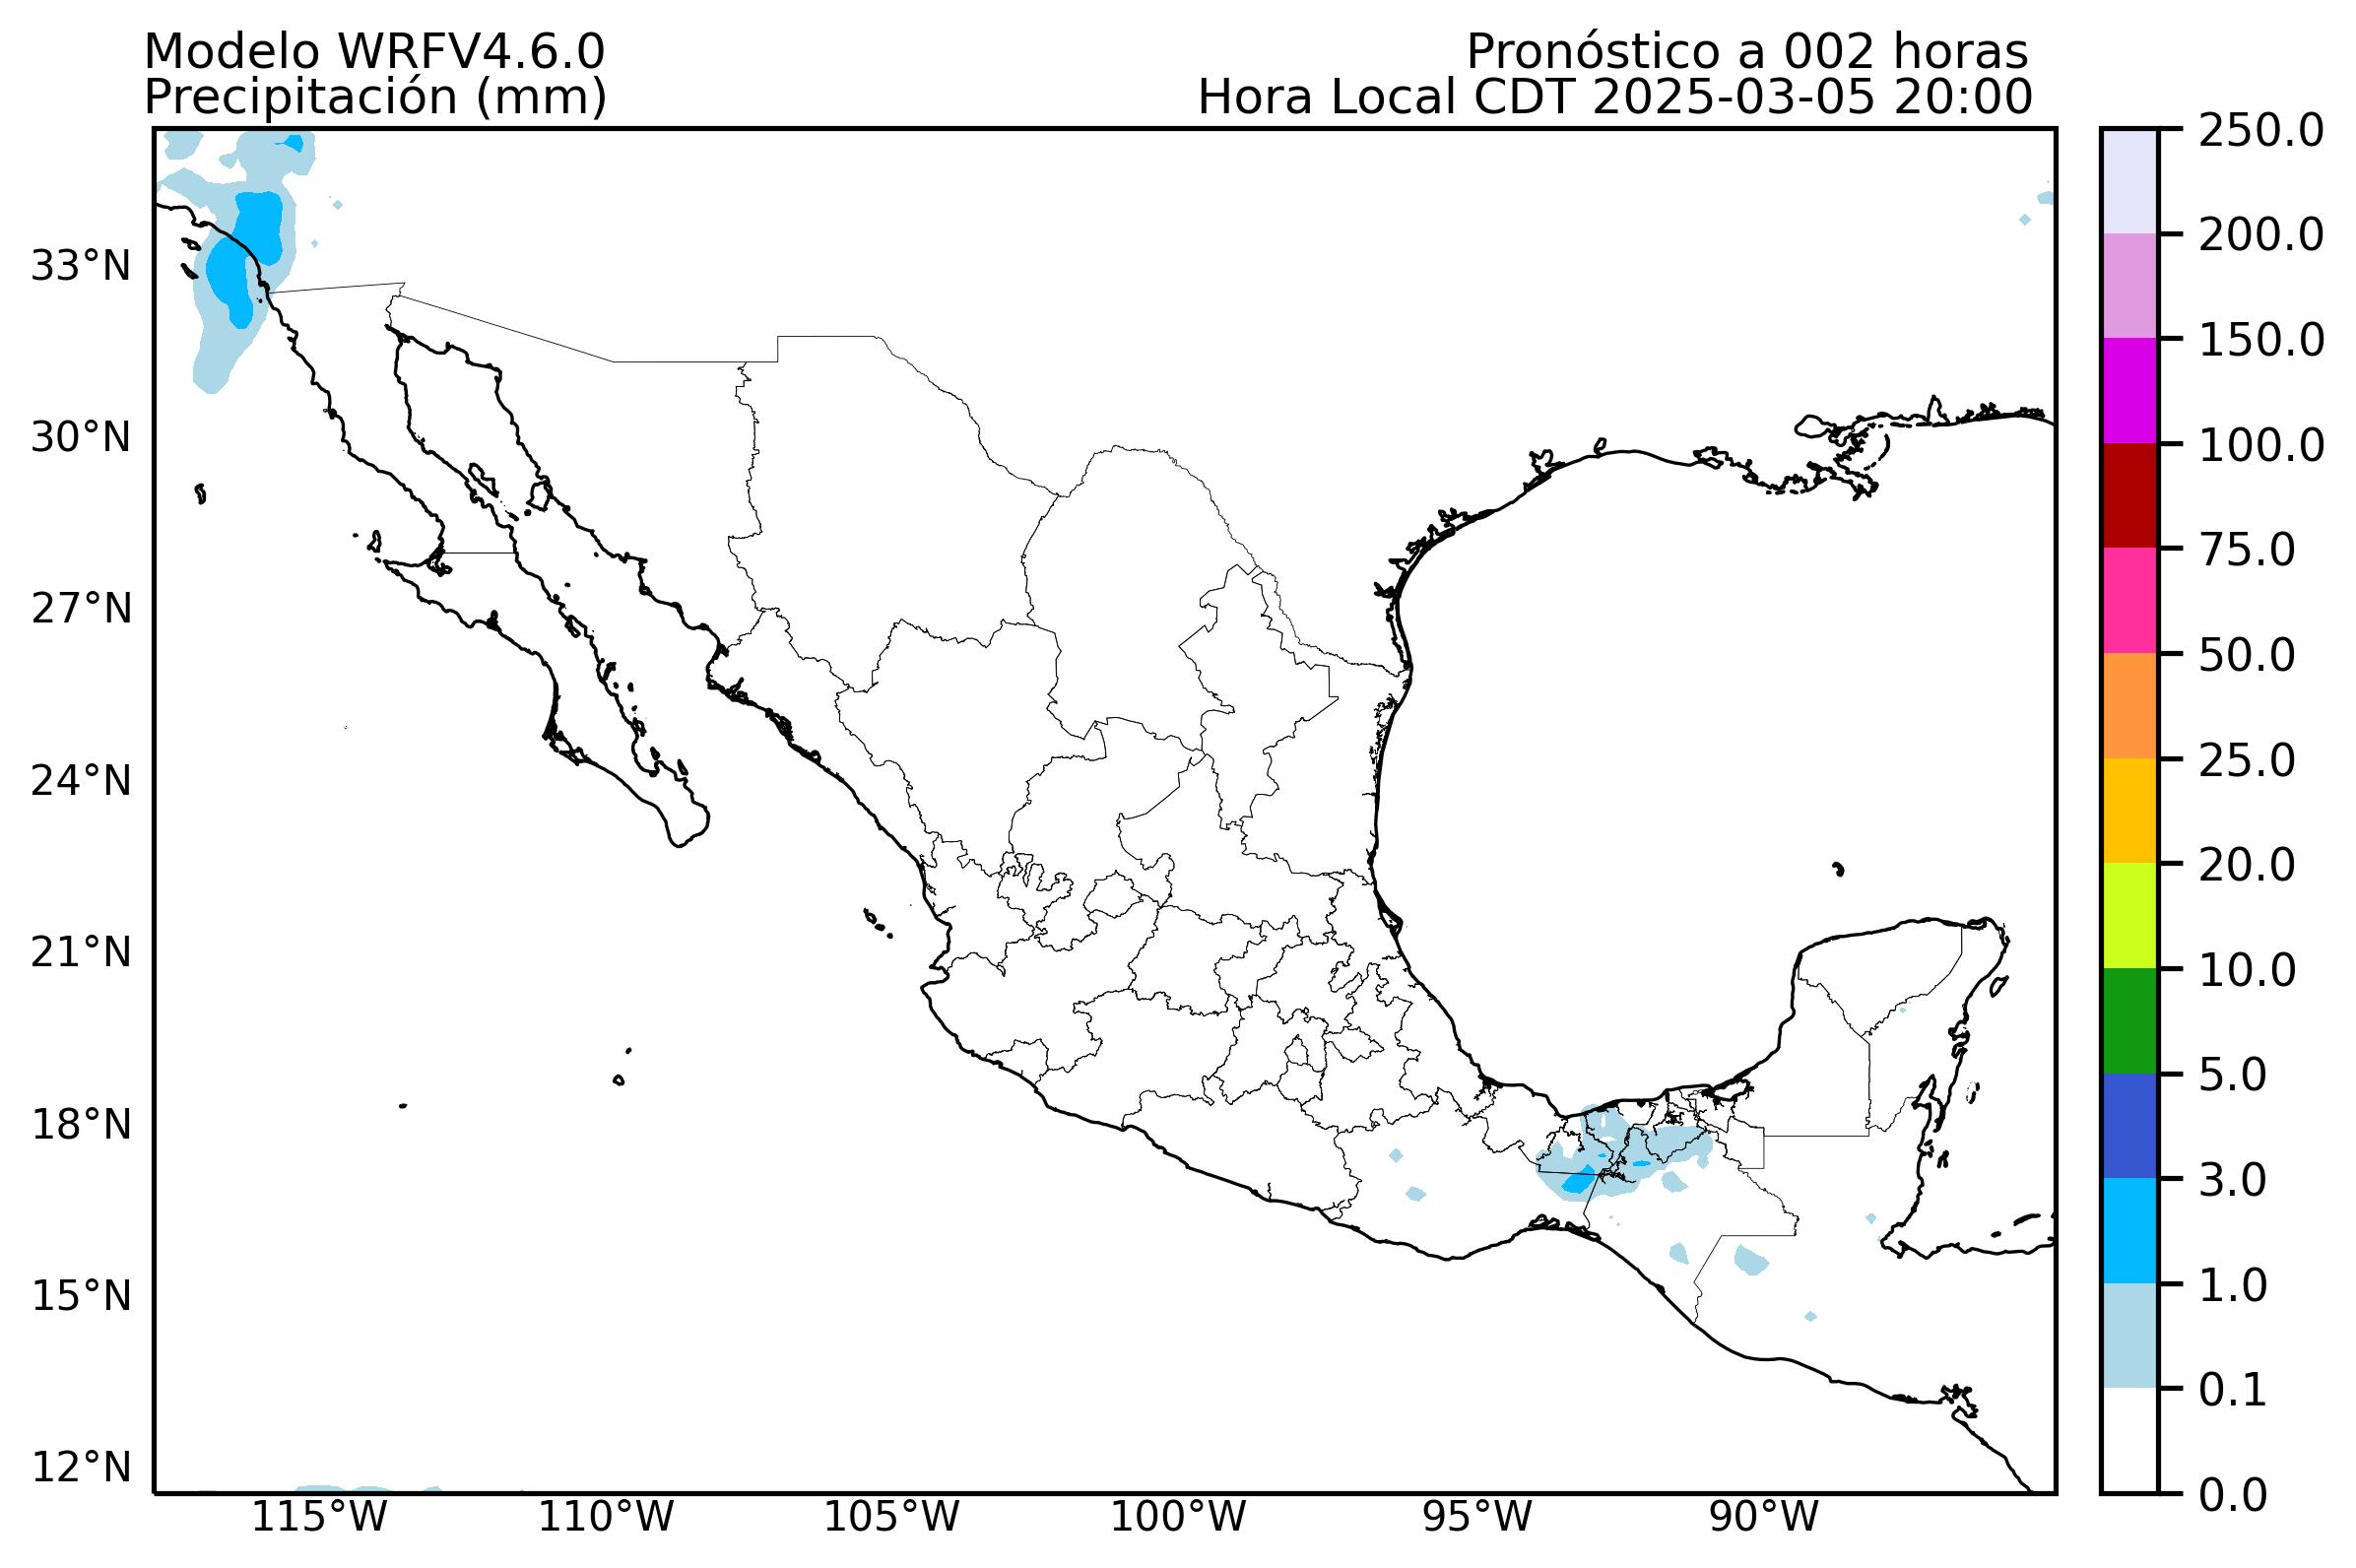 Modelo WRFV4.6.0
Precipitación (mm)
Pronóstico a 002 horas
Hora Local CDT 2025-03-05 20:00
33°N
30°N
27°N
24°N
21°N
18°N
15°N
12°N
115°W
110°W
105°W
100°W
95°W
90°W
250.0
200.0
150.0
100.0
75.0
50.0
25.0
20.0
10.0
5.0
3.0
1.0
0.1
0.0